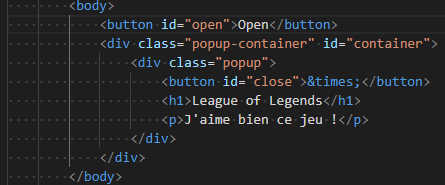 <body>
<button id="open">Open</button>
<div class="popup-container" id="container">
<div class="popup">
<button id="close">&times;</button>
<h1>League of Legends</h1>
<p>J'aime bien ce jeu !</p>
</div>
</div>
</body>